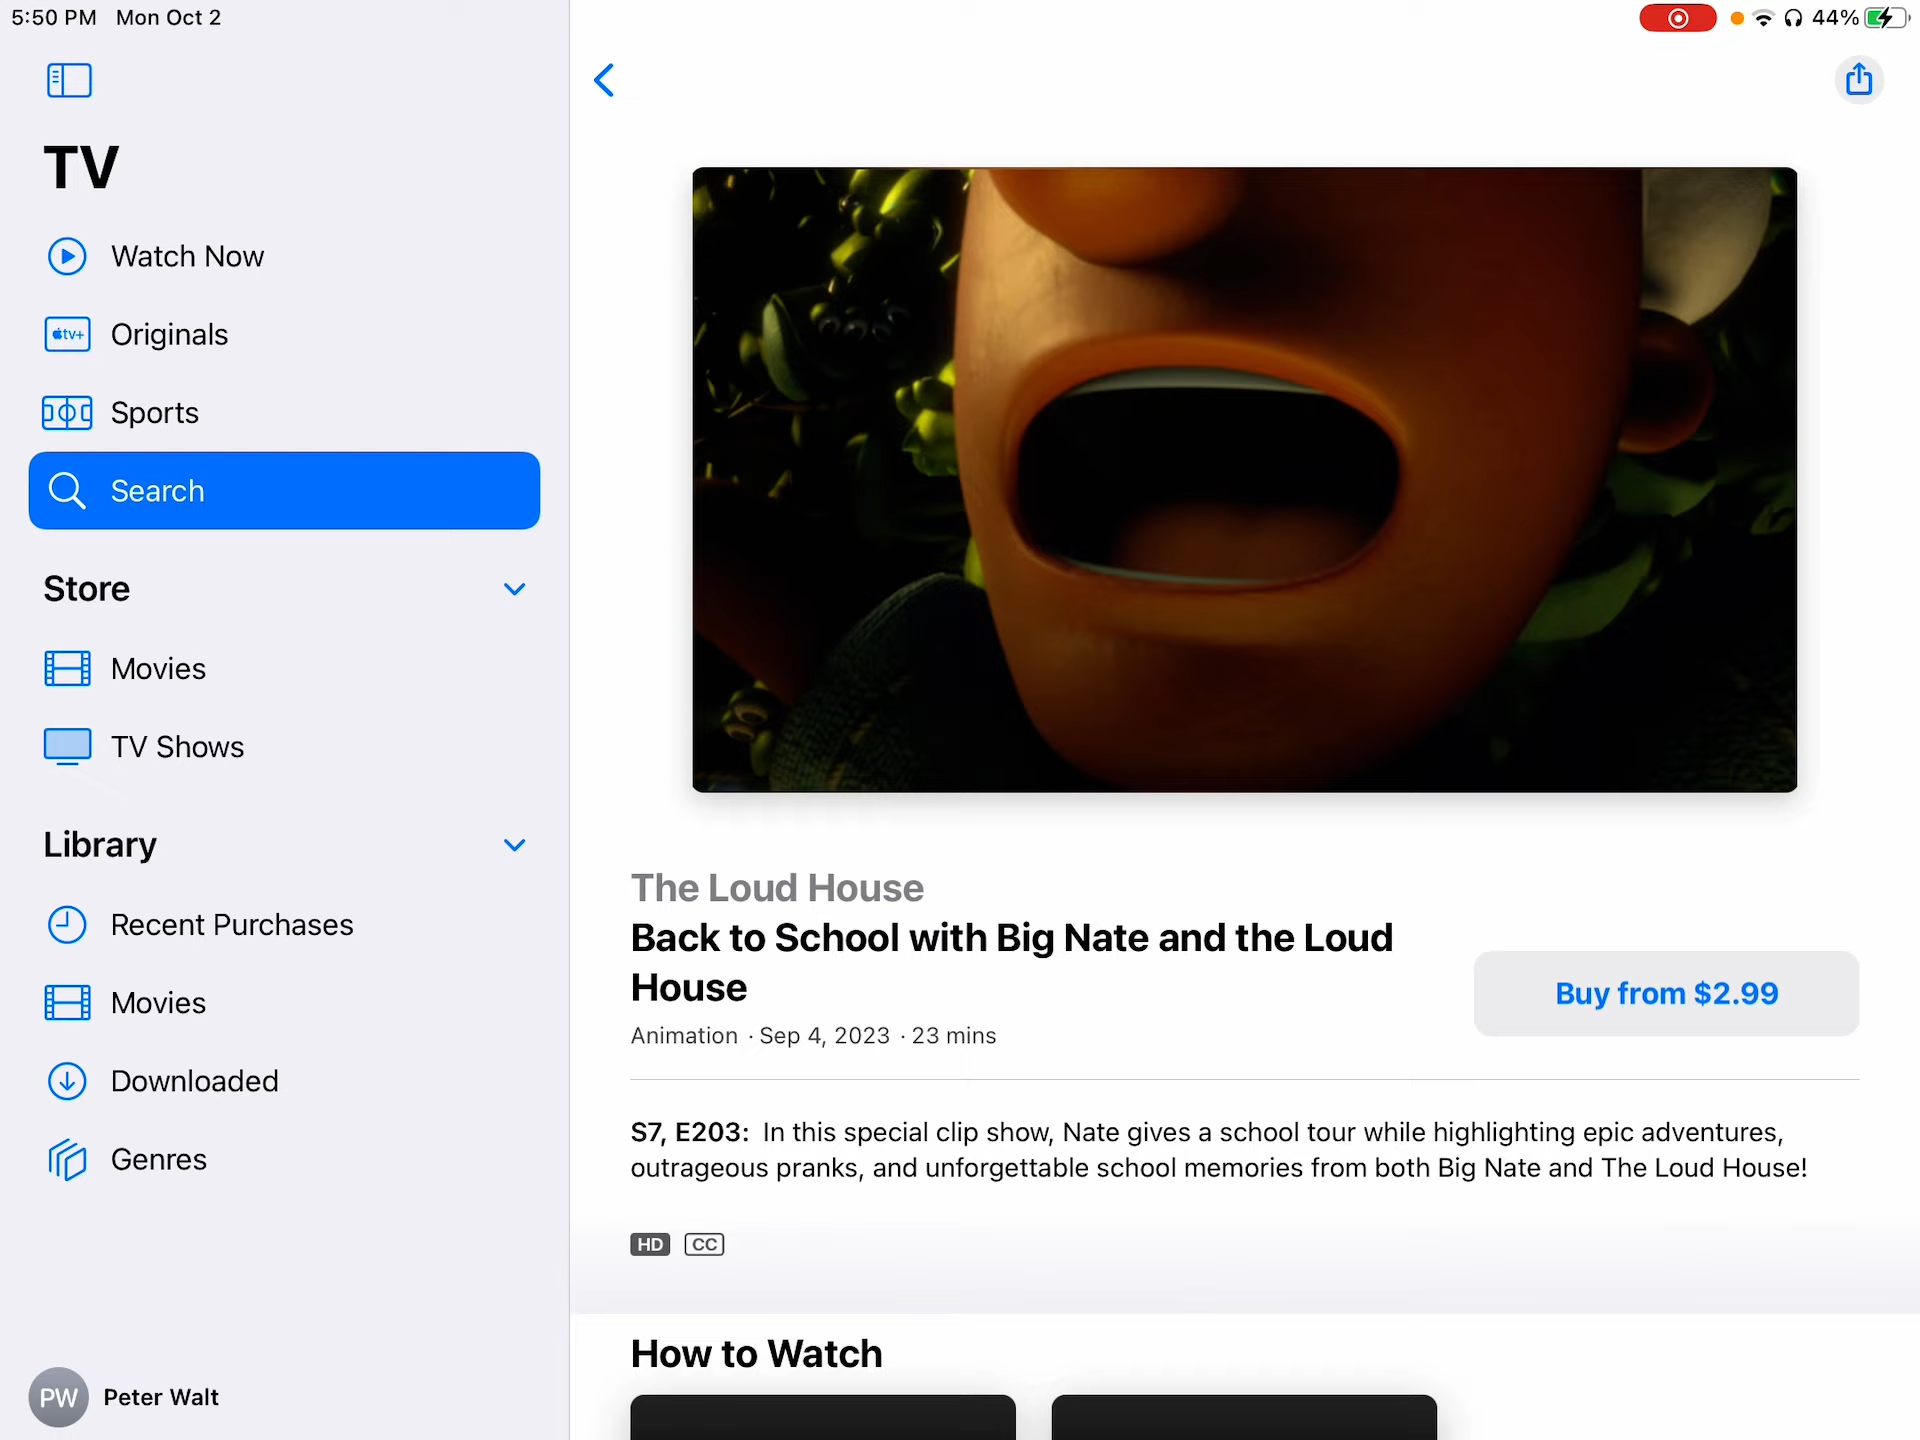 5:50 PM Mon Oct 2
44%
TV
Watch Now
tv+ Originals
Sports
Search
Store
Movies
TV Shows
Library
Recent Purchases
Movies
Downloaded
Genres
PW Peter Walt
The Loud House
Back to School with Big Nate and the Loud
House
Animation · Sep 4, 2023 · 23 mins
Buy from $2.99
S7, E203: In this special clip show, Nate gives a school tour while highlighting epic adventures,
outrageous pranks, and unforgettable school memories from both Big Nate and The Loud House!
HD CC
How to Watch